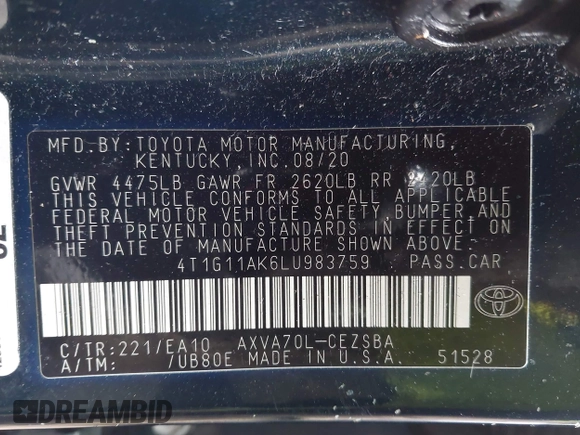 MFD.BY: TOYOTA MOTOR MANUFACTURING,
KENTUCKY, INC. 08/20
GVWR 4475LB GAWR FR 2620LB RR LB
THIS VEHICLE CONFORMS TO ALL APPLICABLE
FEDERAL MOTOR VEHICLE SAFETY, BUMPER, AND
THEFT PREVENTION STANDARDS IN EFFECT ON
THE DATE OF MANUFACTURE SHOWN ABOVE.
4T1G11AK6LU983759 PASS.CAR
C/TR:221/EA10 AXVA70L-CEZSBA
A/TM: /UB80E MADE IN U.S.A. 51528
DREAMBID